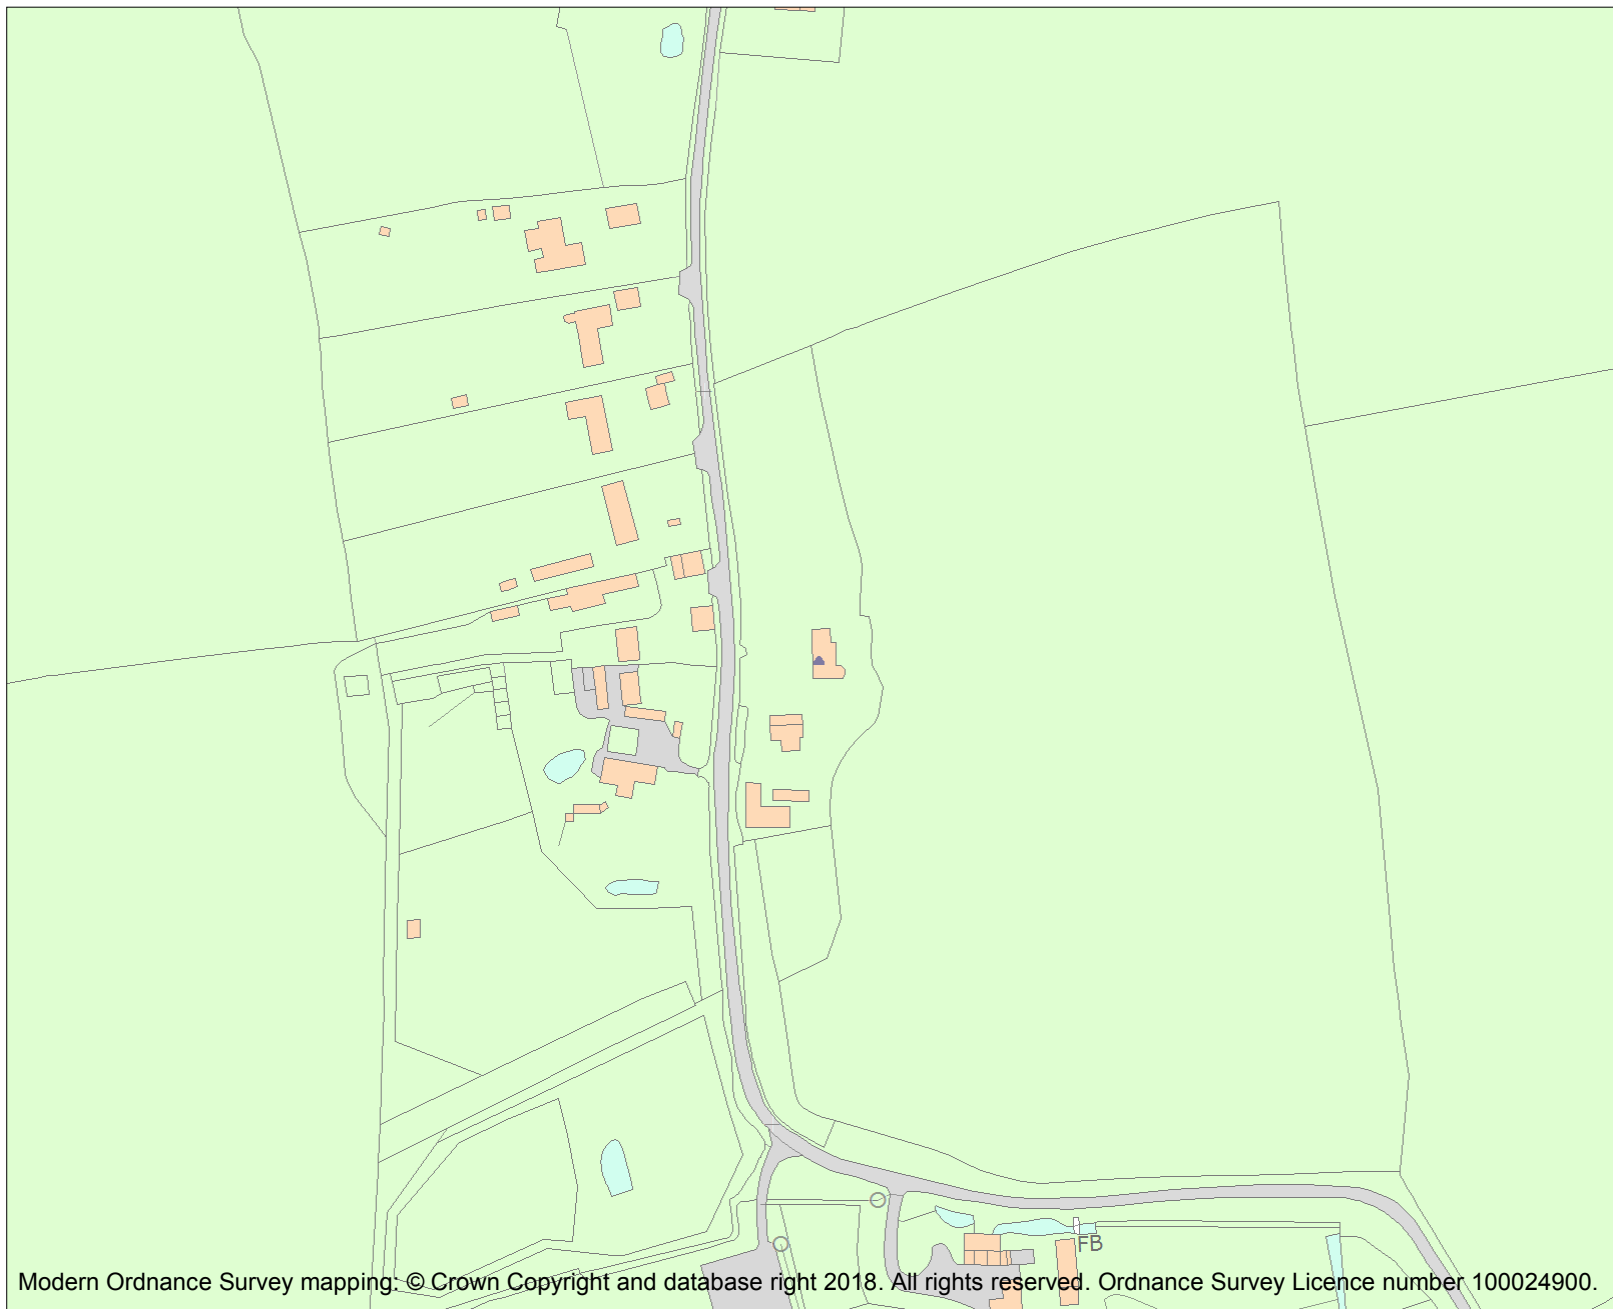 FB
Modern Ordnance Survey mapping: © Crown Copyright and database right 2018. All rights reserved. Ordnance Survey Licence number 100024900.